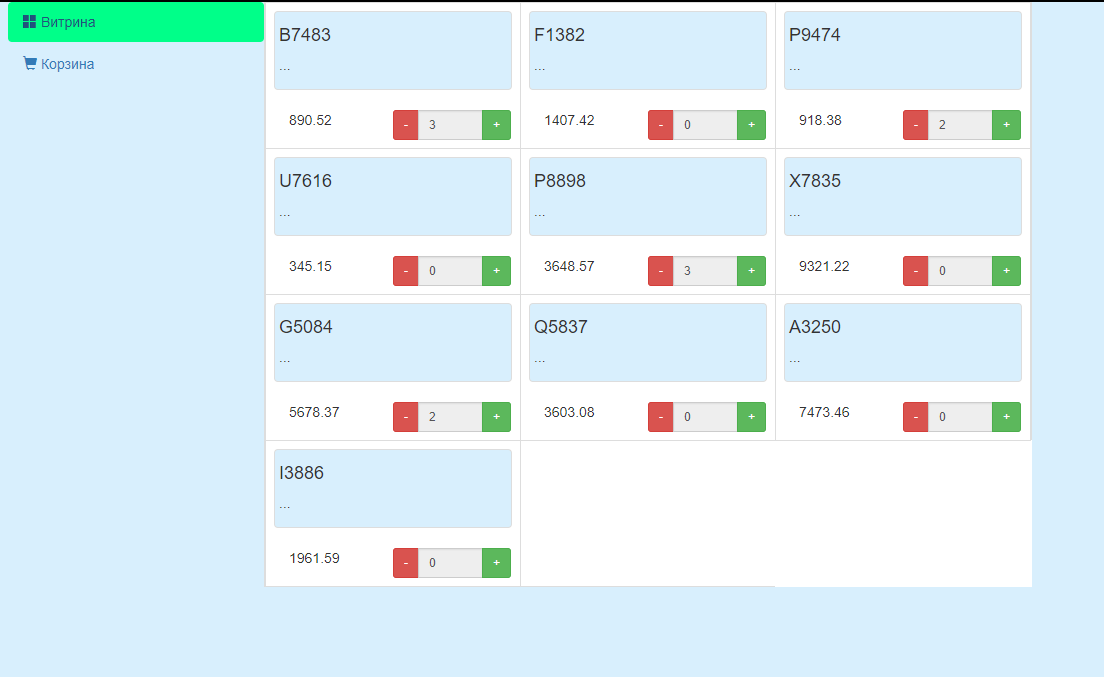 Витрина
Корзина
B7483 F1382 P9474
... ... ...
890.52 - 3 + 1407.42 - 0 + 918.38 - 2 +
U7616 P8898 X7835
... ... ...
345.15 - 0 + 3648.57 - 3 + 9321.22 - 0 +
G5084 Q5837 A3250
... ... ...
5678.37 - 2 + 3603.08 - 0 + 7473.46 - 0 +
I3886
...
1961.59 - 0 +